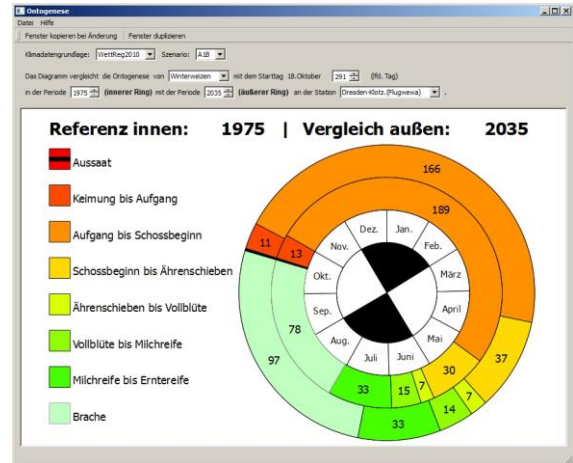 Ontogenese
Datei Hilfe
Fenster kopieren bei Änderung Fenster duplizieren
Klimadatengrundlage: WettReg2010 Szenario: A1B
Das Diagramm vergleicht die Ontogenese von Winterweizen mit dem Starttag 18.Oktober 291 (lfd. Tag)
in der Periode 1975 (innerer Ring) mit der Periode 2035 (äußerer Ring) an der Station Dresden-Klotz.(Flugwewa) .
Referenz innen: 1975 | Vergleich außen: 2035
Aussaat
Keimung bis Aufgang
Aufgang bis Schossbeginn
Schossbeginn bis Ährenschieben
Ährenschieben bis Vollblüte
Vollblüte bis Milchreife
Milchreife bis Erntereife
Brache
166
189
11
13
Dez.
Jan.
Nov.
Feb.
Okt.
März
Sep.
April
Aug.
Mai
Juli
Juni
78
97
37
30
7
7
15
14
33
33